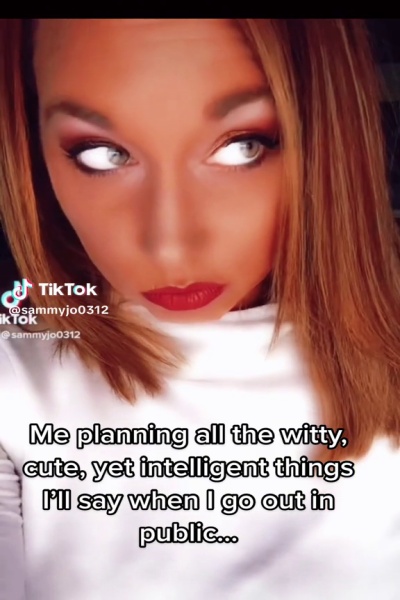 TikTok
@sammyjo0312
ikTok
@sammyjo0312
Me planning all the witty,
cute, yet intelligent things
I'll say when I go out in
public...